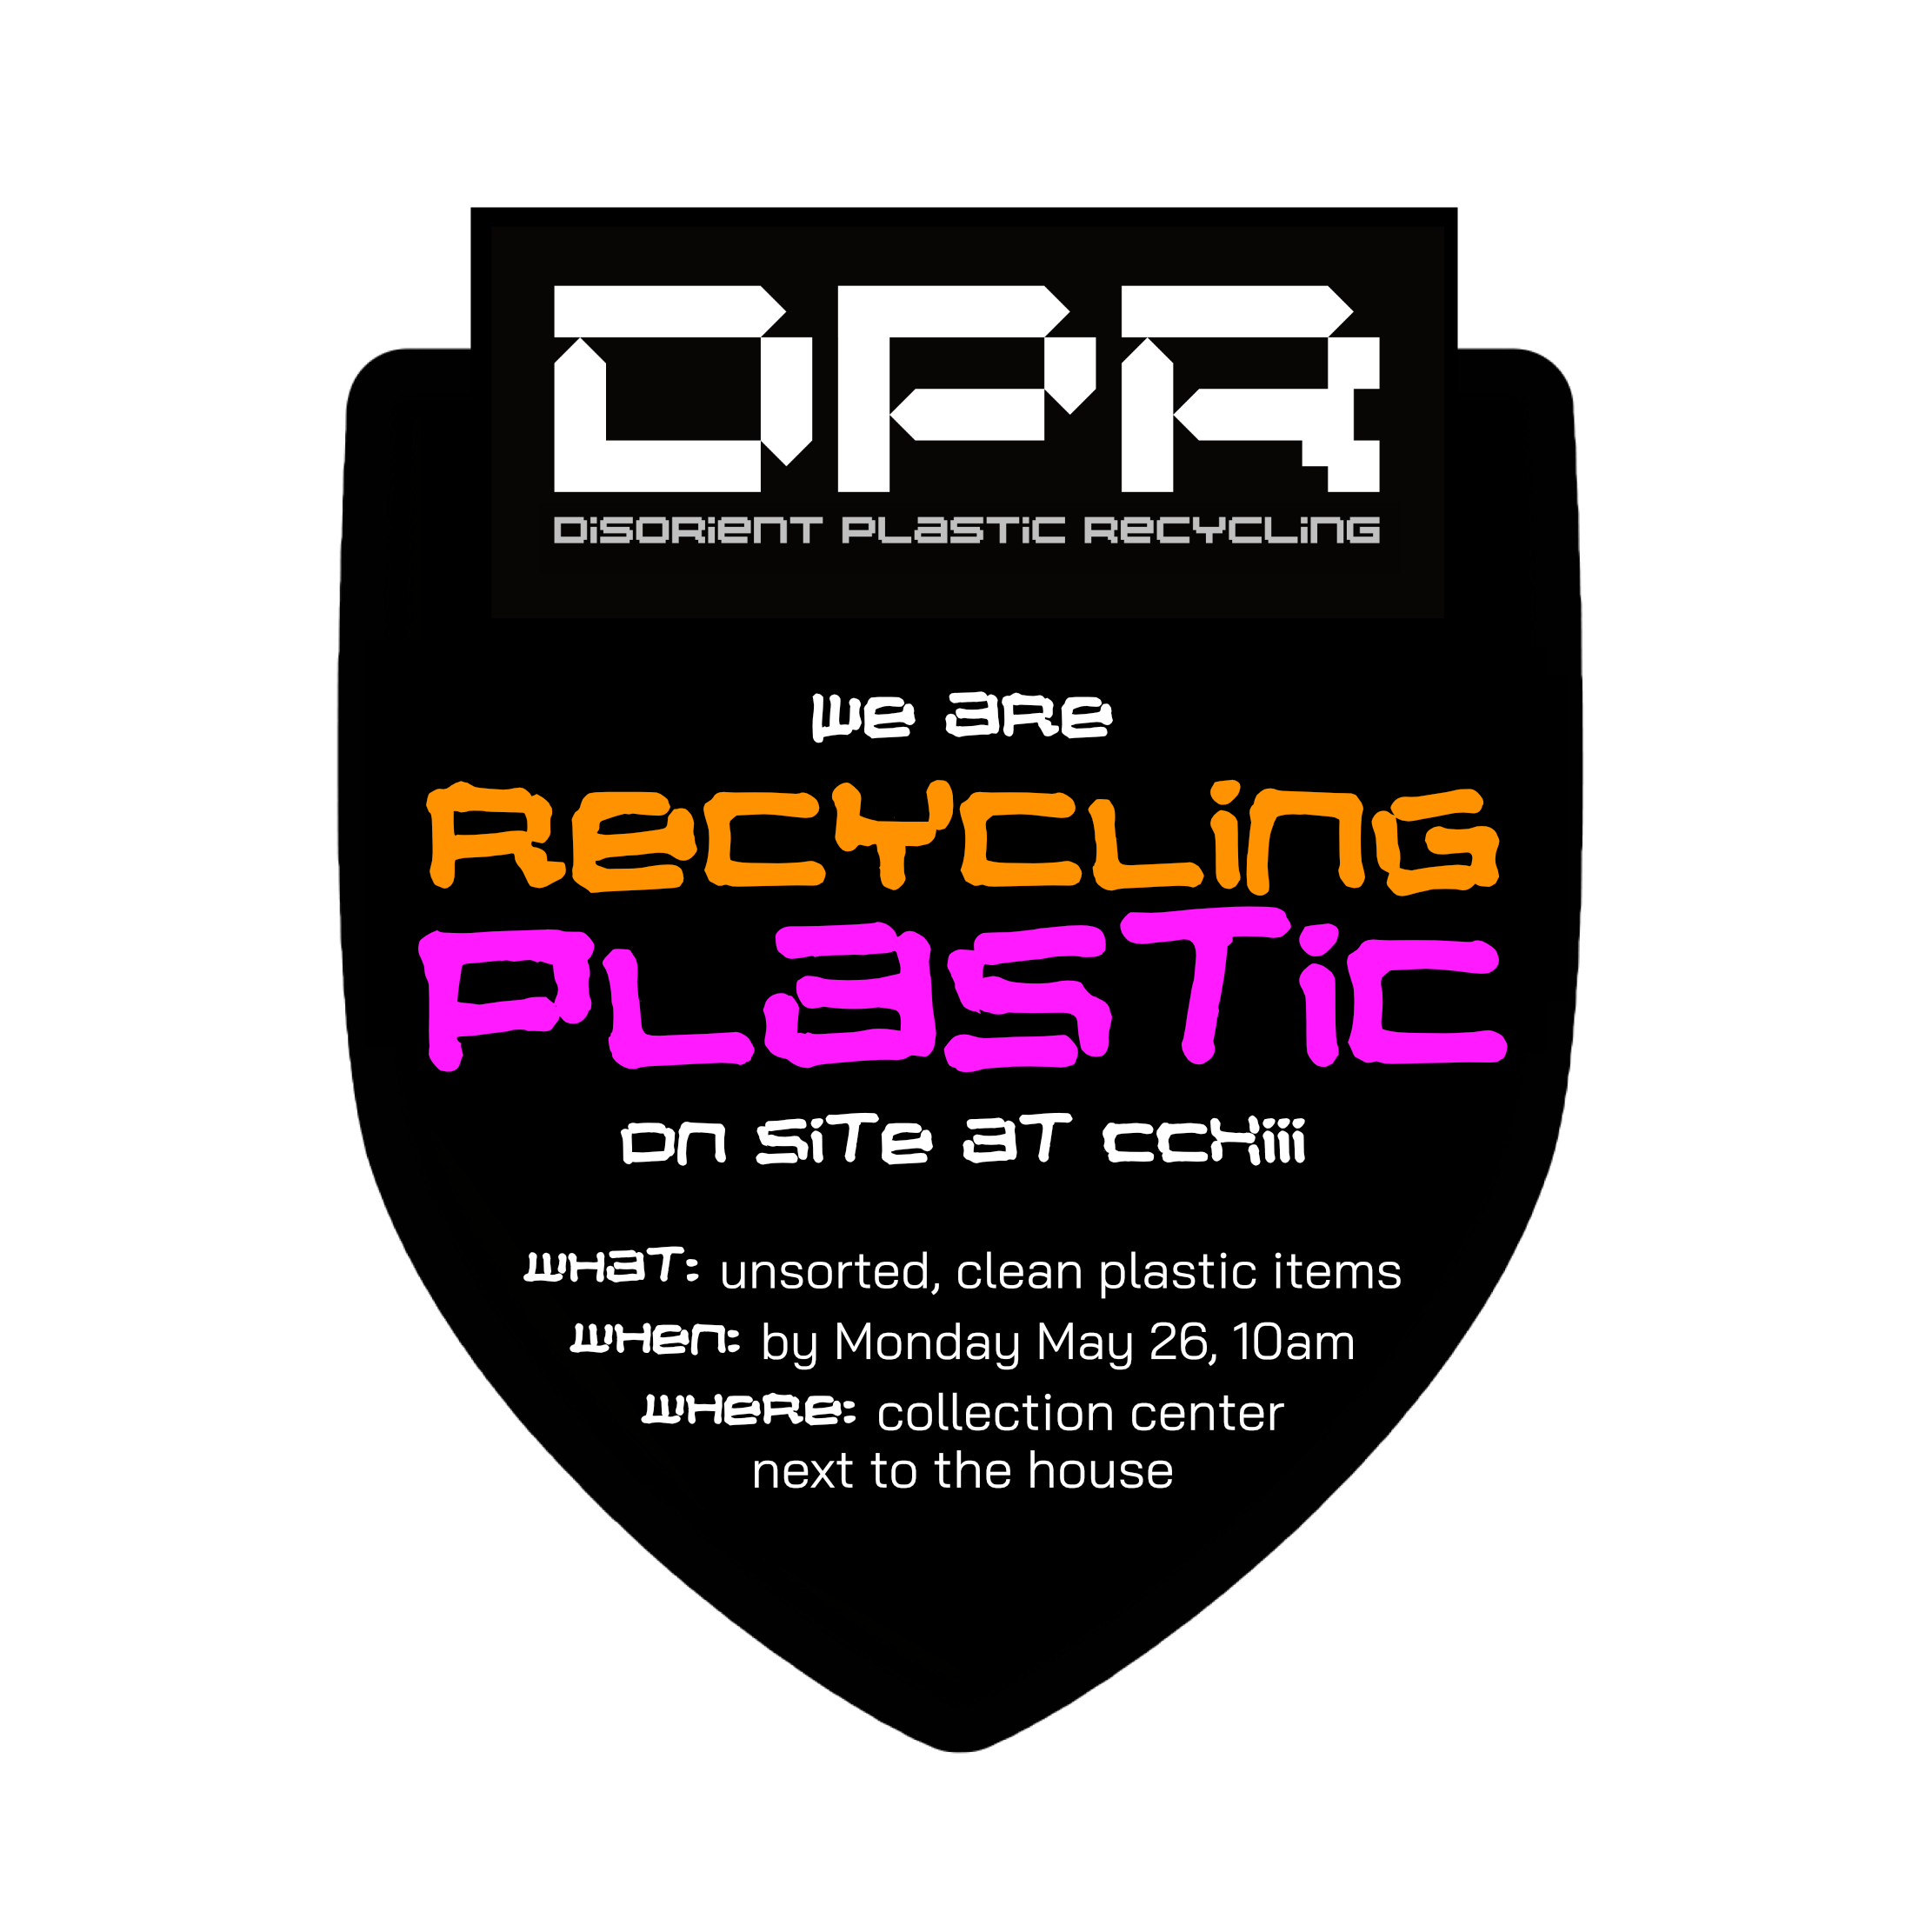 DPR
DiSORieNT PLaSTiC RecYCLiNG
We aRe
RecYCLiNG
PLaSTiC
ON SiTe aT CCXiii
WHaT: unsorted, clean plastic items
WHeN: by Monday May 26, 10am
WHeRe: collection center
next to the house